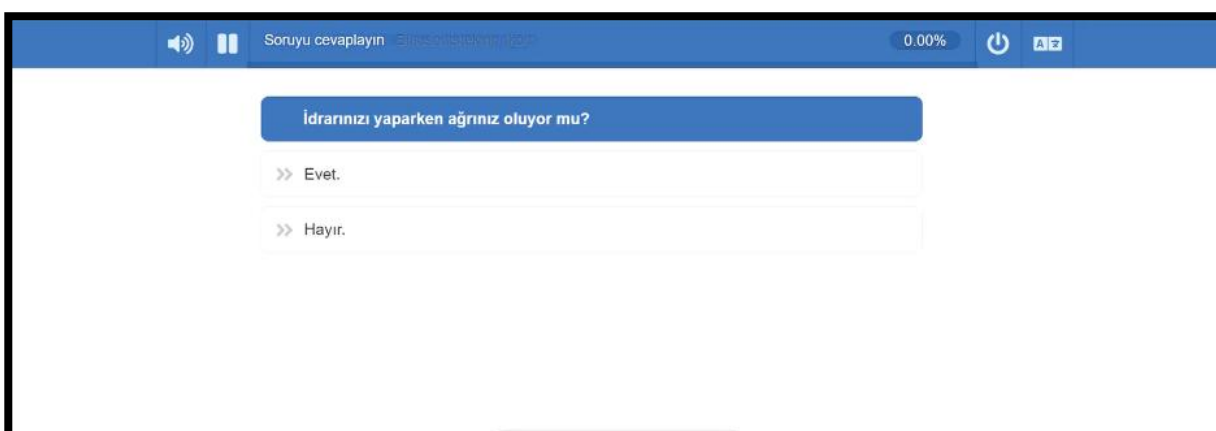 Soruyu cevaplayın
0.00%
İdrarınızı yaparken ağrınız oluyor mu?
Evet.
Hayır.